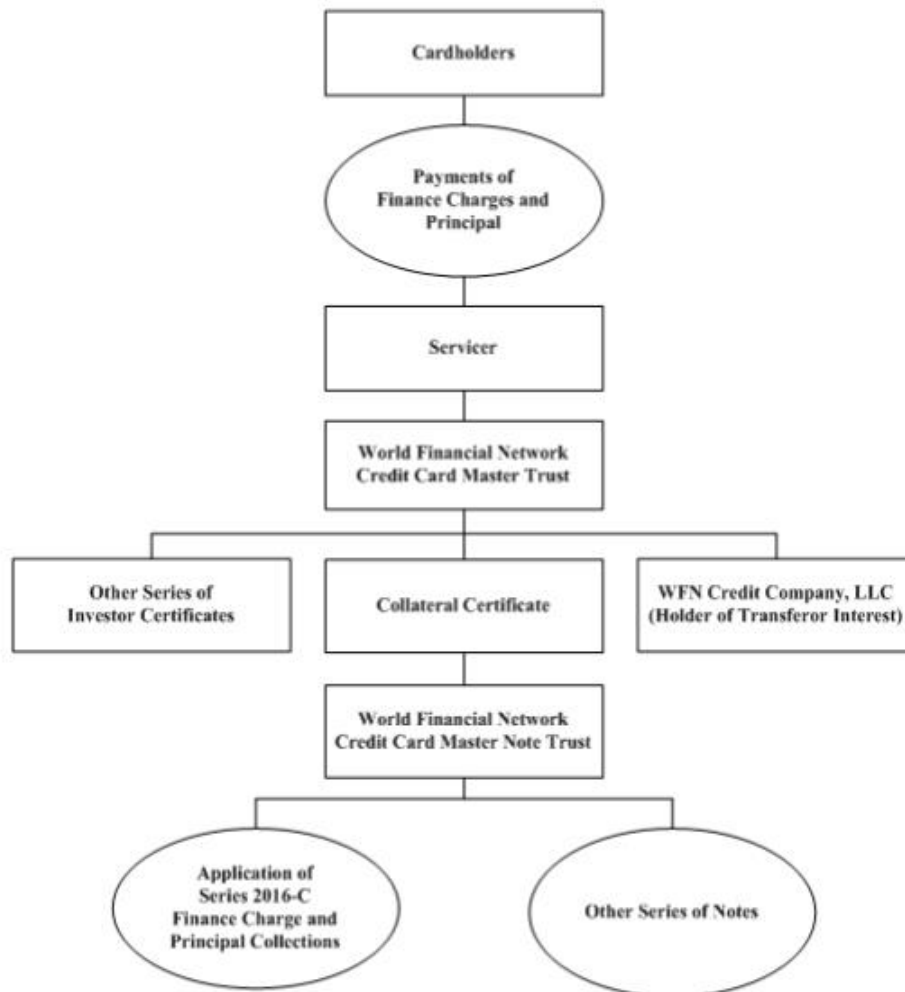 Cardholders
Payments of
Finance Charges and
Principal
Servicer
World Financial Network
Credit Card Master Trust
Other Series of
Investor Certificates
Collateral Certificate
WFN Credit Company, LLC
(Holder of Transferor Interest)
World Financial Network
Credit Card Master Note Trust
Application of
Series 2016-C
Finance Charge and
Principal Collections
Other Series of Notes